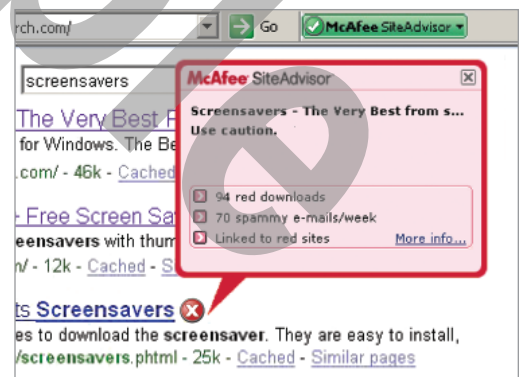 rch.com/ Go McAfee SiteAdvisor
screensavers
McAfee SiteAdvisor
Screensavers - The Very Best from s...
Use caution.
94 red downloads
70 spammy e-mails/week
Linked to red sites More info...
The Very Best
for Windows. The Be
.com/ - 46k - Cached
- Free Screen Sa
eensavers with thum
n/ - 12k - Cached - S
ts Screensavers
es to download the screensaver. They are easy to install,
/screensavers.phtml - 25k - Cached - Similar pages